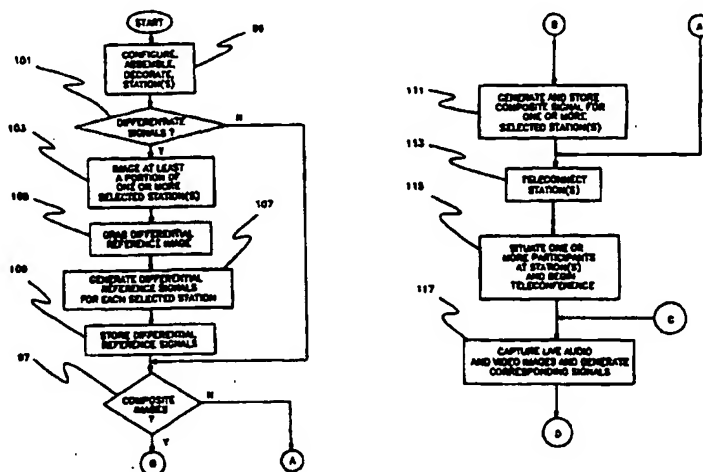 START
96
CONFIGURE,
ASSEMBLE,
DECORATE,
STATION(S)
101
DIFFERENTIATE
SIGNALS ?
N
Y
103
IMAGE AT LEAST
A PORTION OF
ONE OR MORE
SELECTED STATION(S)
105
GRAB DIFFERENTIAL
REFERENCE IMAGE
107
GENERATE DIFFERENTIAL
REFERENCE SIGNALS
FOR EACH SELECTED STATION
109
STORE DIFFERENTIAL
REFERENCE SIGNALS
97
COMPOSITE
IMAGES
?
N
Y
B
A
B
A
111
GENERATE AND STORE
COMPOSITE SIGNAL FOR
ONE OR MORE
SELECTED STATION(S)
113
TELECONNECT
STATION(S)
115
SITUATE ONE OR
MORE PARTICIPANTS
AT STATION(S)
AND BEGIN
TELECONFERENCE
C
117
CAPTURE LIVE AUDIO
AND VIDEO IMAGES AND GENERATE
CORRESPONDING SIGNALS
D